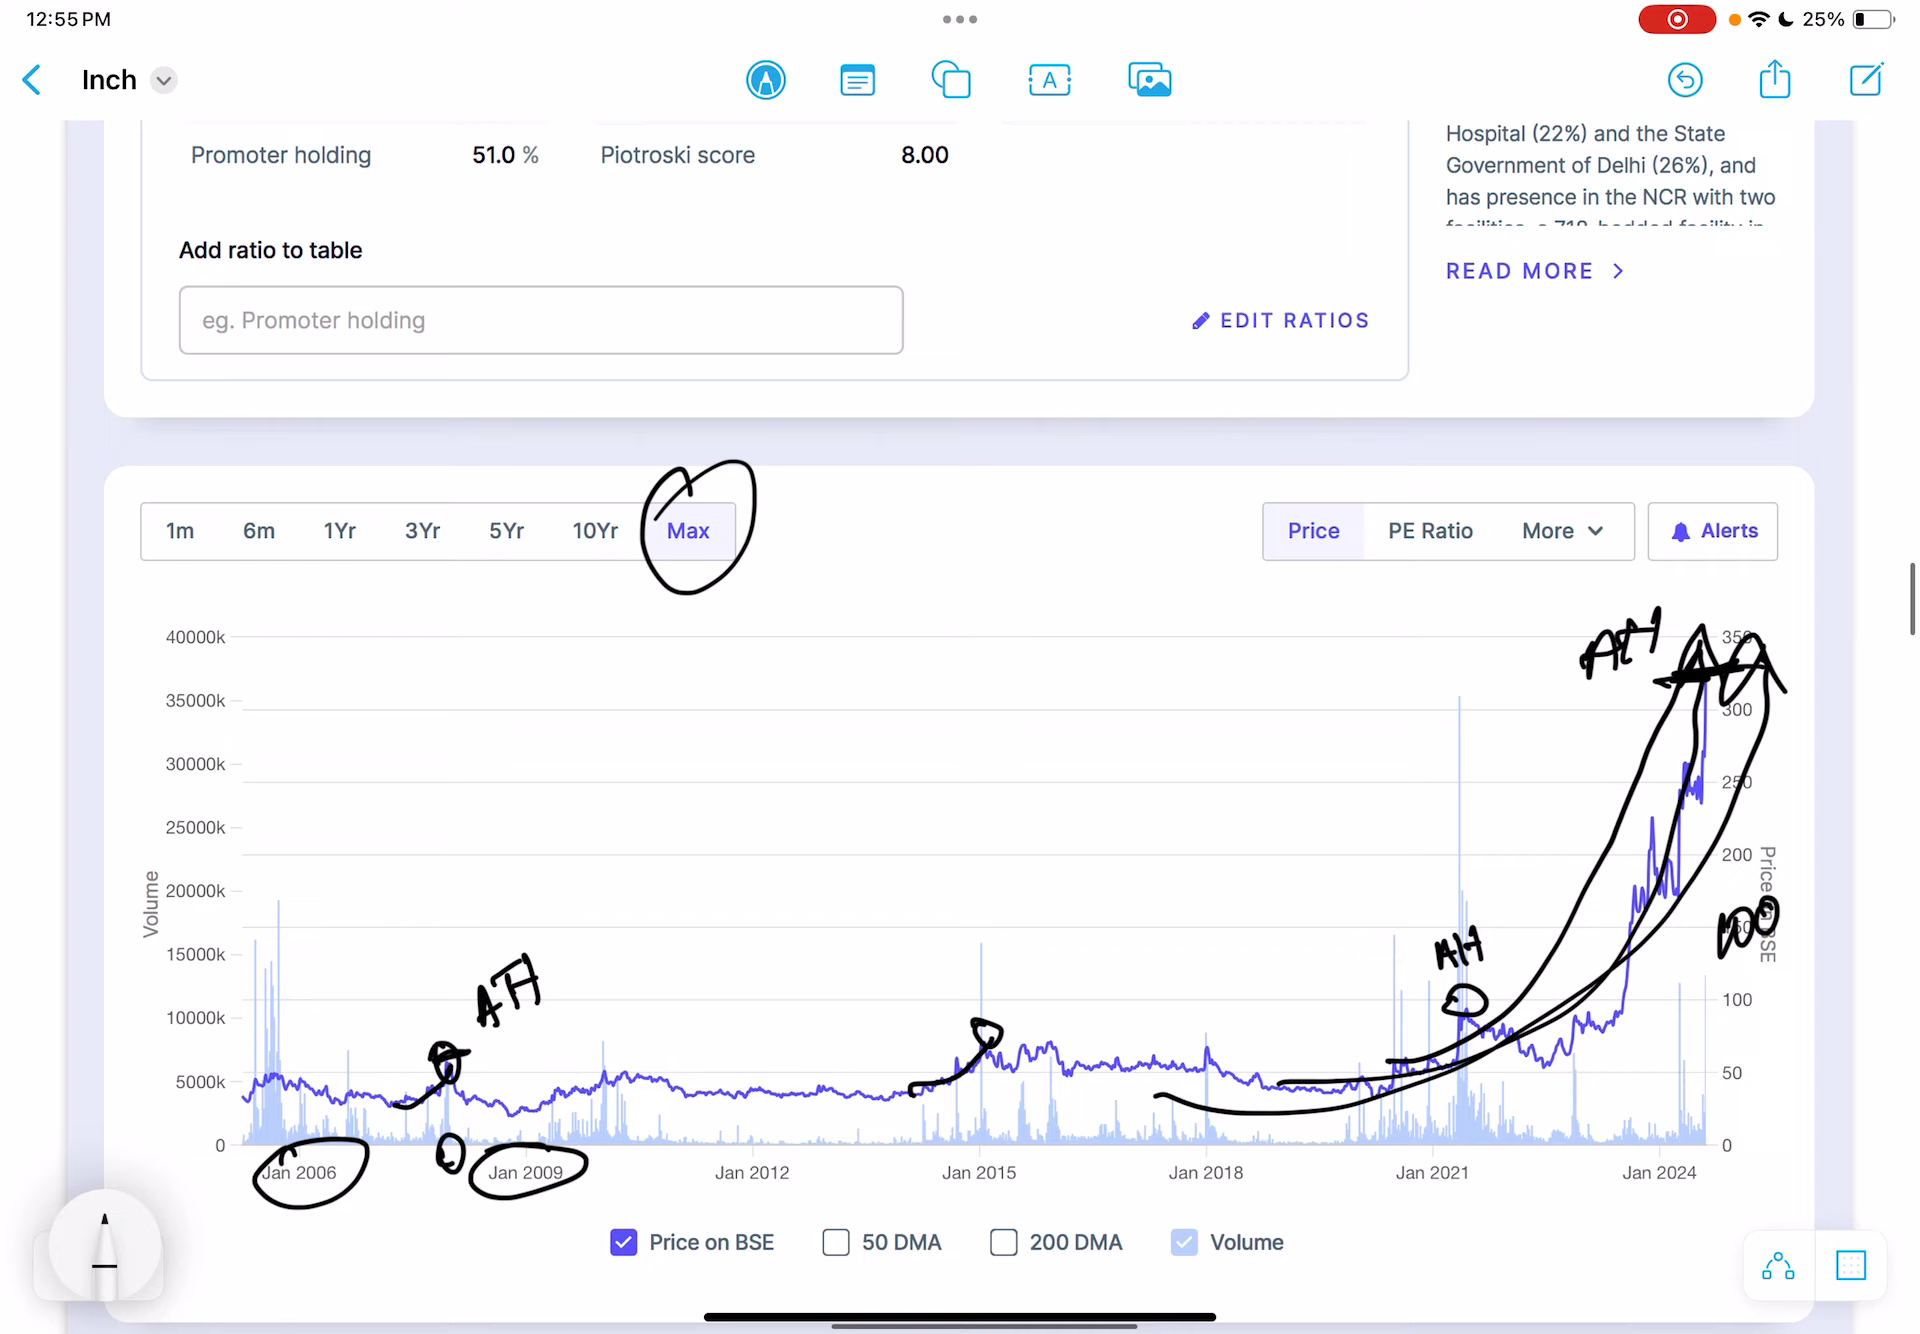 12:55 PM
25%
Inch
Promoter holding 51.0 % Piotroski score 8.00
Hospital (22%) and the State
Government of Delhi (26%), and
has presence in the NCR with two
READ MORE
Add ratio to table
eg. Promoter holding
EDIT RATIOS
1m 6m 1Yr 3Yr 5Yr 10Yr Max
Price PE Ratio More Alerts
ATH
40000k 350
35000k 300
30000k 250
25000k 200
20000k
15000k
10000k 100
5000k 50
0 0
Volume
ATH
100
Jan 2006 Jan 2009 Jan 2012 Jan 2015 Jan 2018 Jan 2021 Jan 2024
Price on BSE 50 DMA 200 DMA Volume